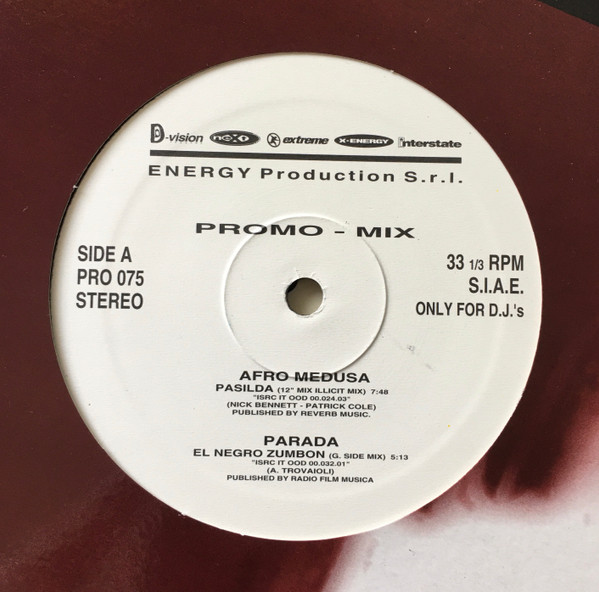 D-vision next extreme X-ENERGY interstate
ENERGY Production S.r.l.
PROMO - MIX
SIDE A
PRO 075
STEREO
33 1/3 RPM
S.I.A.E.
ONLY FOR D.J.'s
AFRO MEDUSA
PASILDA (12" MIX ILLICIT MIX) 7:48
"ISRC IT OOD 00.024.03"
(NICK BENNETT - PATRICK COLE)
PUBLISHED BY REVERB MUSIC.
PARADA
EL NEGRO ZUMBON (G. SIDE MIX) 5:13
"ISRC IT OOD 00.032.01"
(A. TROVAIOLI)
PUBLISHED BY RADIO FILM MUSICA